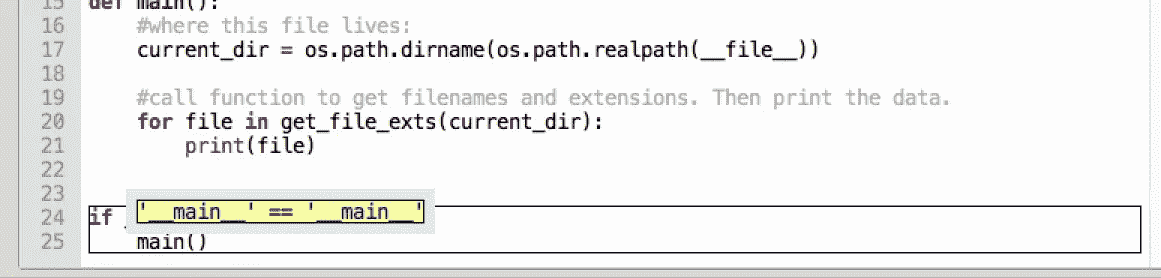 15 def main():
16 #where this file lives:
17 current_dir = os.path.dirname(os.path.realpath(__file__))
18
19 #call function to get filenames and extensions. Then print the data.
20 for file in get_file_exts(current_dir):
21 print(file)
22
23
24 if '__main__' == '__main__'
25 main()